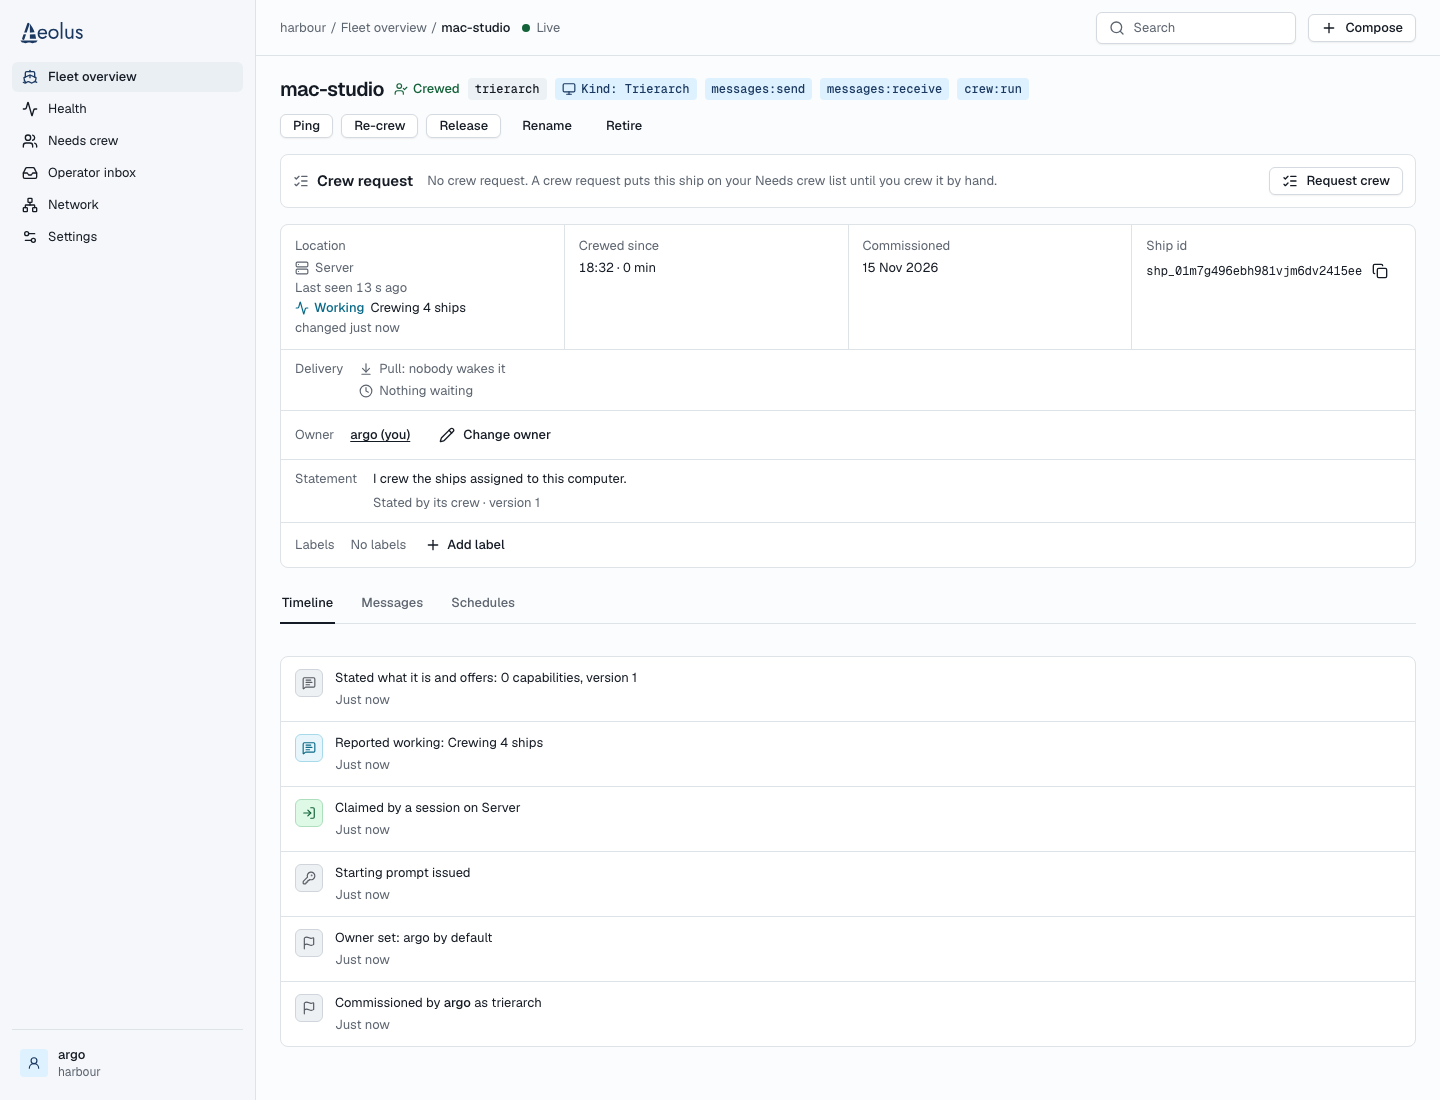 Aeolus
Fleet overview
Health
Needs crew
Operator inbox
Network
Settings
argo
harbour
harbour / Fleet overview / mac-studio Live
Search
Compose
mac-studio Crewed trierarch Kind: Trierarch messages:send messages:receive crew:run
Ping Re-crew Release Rename Retire
Crew request No crew request. A crew request puts this ship on your Needs crew list until you crew it by hand. Request crew
Location
Server
Last seen 13 s ago
Working Crewing 4 ships
changed just now
Crewed since
18:32 · 0 min
Commissioned
15 Nov 2026
Ship id
shp_01m7g496ebh981vjm6dv2415ee
Delivery Pull: nobody wakes it
Nothing waiting
Owner argo (you) Change owner
Statement I crew the ships assigned to this computer.
Stated by its crew · version 1
Labels No labels Add label
Timeline Messages Schedules
Stated what it is and offers: 0 capabilities, version 1
Just now
Reported working: Crewing 4 ships
Just now
Claimed by a session on Server
Just now
Starting prompt issued
Just now
Owner set: argo by default
Just now
Commissioned by argo as trierarch
Just now